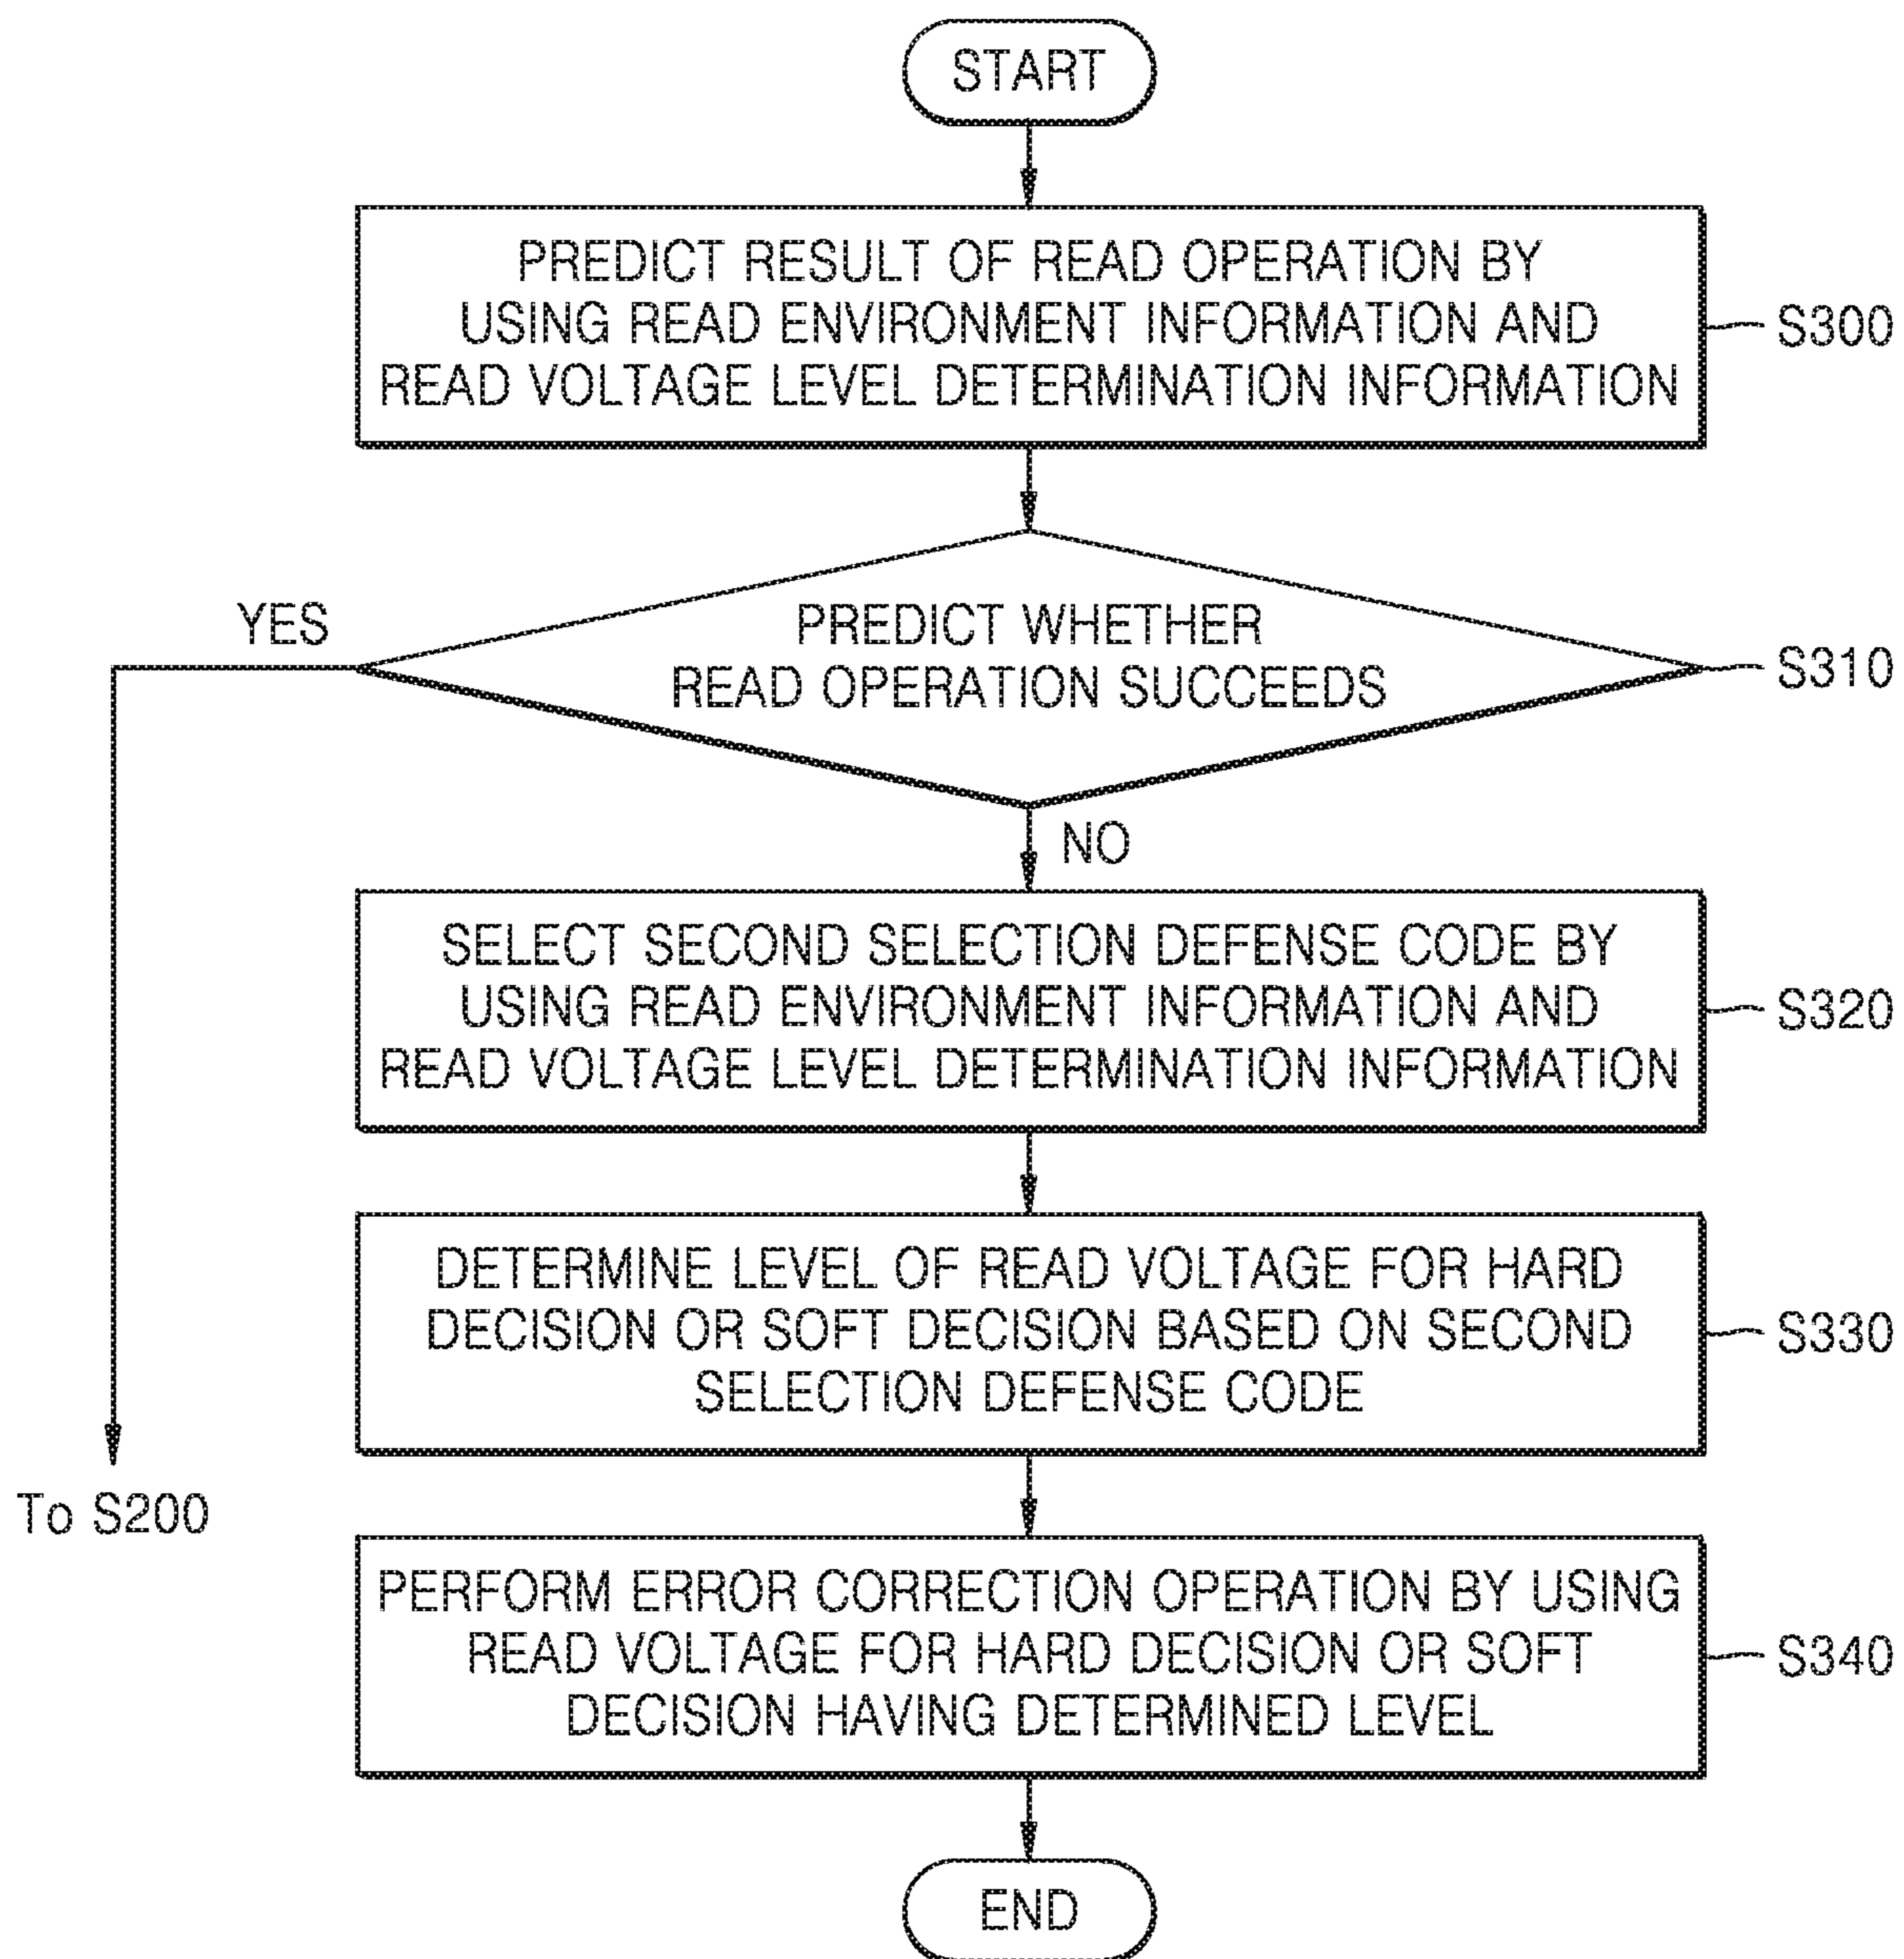 START
PREDICT RESULT OF READ OPERATION BY
USING READ ENVIRONMENT INFORMATION AND
READ VOLTAGE LEVEL DETERMINATION INFORMATION
S300
YES
PREDICT WHETHER
READ OPERATION SUCCEEDS
S310
NO
SELECT SECOND SELECTION DEFENSE CODE BY
USING READ ENVIRONMENT INFORMATION AND
READ VOLTAGE LEVEL DETERMINATION INFORMATION
S320
DETERMINE LEVEL OF READ VOLTAGE FOR HARD
DECISION OR SOFT DECISION BASED ON SECOND
SELECTION DEFENSE CODE
S330
To S200
PERFORM ERROR CORRECTION OPERATION BY USING
READ VOLTAGE FOR HARD DECISION OR SOFT
DECISION HAVING DETERMINED LEVEL
S340
END